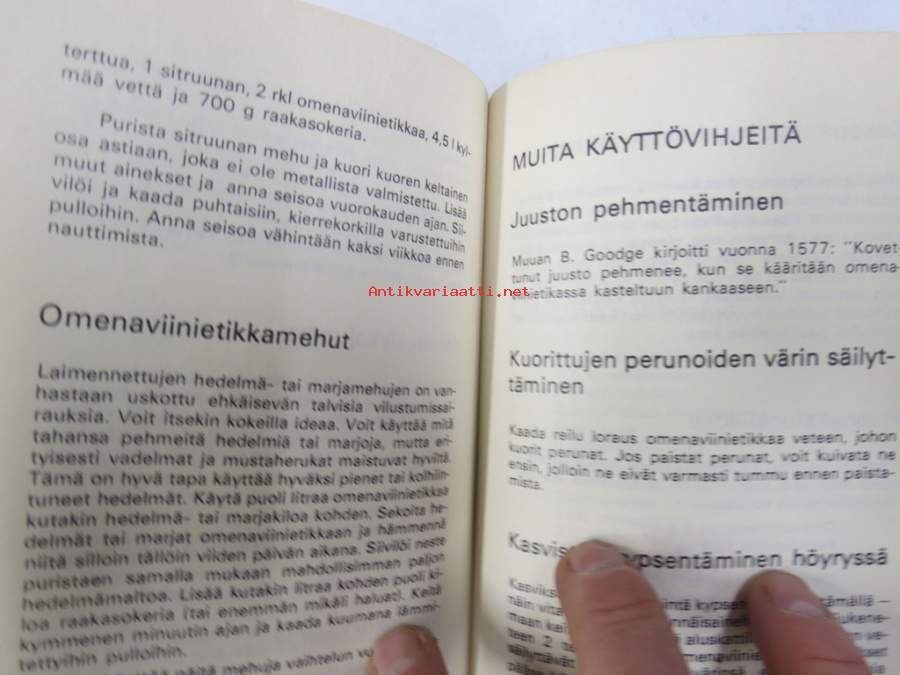 terttua, 1 sitruunan, 2 rkl omenaviinietikkaa, 4,5 l kyl-
mää vettä ja 700 g raakasokeria.
Purista sitruunan mehu ja kuori kuoren keltainen
osa astiaan, joka ei ole metallista valmistettu. Lisää
muut ainekset ja anna seisoa vuorokauden ajan. Sii-
vilöi ja kaada puhtaisiin, kierrekorkilla varustettuihin
pulloihin. Anna seisoa vähintään kaksi viikkoa ennen
nauttimista.
Omenaviinietikkamehut
Laimennettujen hedelmä- tai marjamehujen on van-
hastaan uskottu ehkäisevän talvisia vilustumissai-
rauksia. Voit itsekin kokeilla ideaa. Voit käyttää mitä
tahansa pehmeitä hedelmiä tai marjoja, mutta eri-
tyisesti vadelmat ja mustaherukat maistuvat hyviltä.
Tämä on hyvä tapa käyttää hyväksi pienet tai kolhiin-
tuneet hedelmät. Käytä puoli litraa omenaviinietikkaa
kutakin hedelmä- tai marjakiloa kohden. Sekoita he-
delmät tai marjat omenaviinietikkaan ja hämmennä
niitä silloin tällöin viiden päivän aikana. Siivilöi neste
puristaen samalla mukaan mahdollisimman paljon
hedelmämaltoa. Lisää kutakin litraa kohden puoli ki-
loa raakasokeria (tai enemmän mikäli haluat). Keitä
kymmenen minuutin ajan ja kaada kuumana lämmi-
tettyihin pulloihin.
näitä mehuja vaihtelun
MUITA KÄYTTÖVIHJEITÄ
Juuston pehmentäminen
Muuan B. Goodge kirjoitti vuonna 1577: "Kovet-
tunut juusto pehmenee, kun se kääritään omena-
viinietikassa kasteltuun kankaaseen."
Antikvariaatti.net
Kuorittujen perunoiden värin säilyt-
täminen
Kaada reilu loraus omenaviinietikkaa veteen, johon
kuorit perunat. Jos paistat perunat, voit kuivata ne
ensin, jolloin ne eivät varmasti tummu ennen paista-
mista.
Kasvis ypsentäminen höyryssä